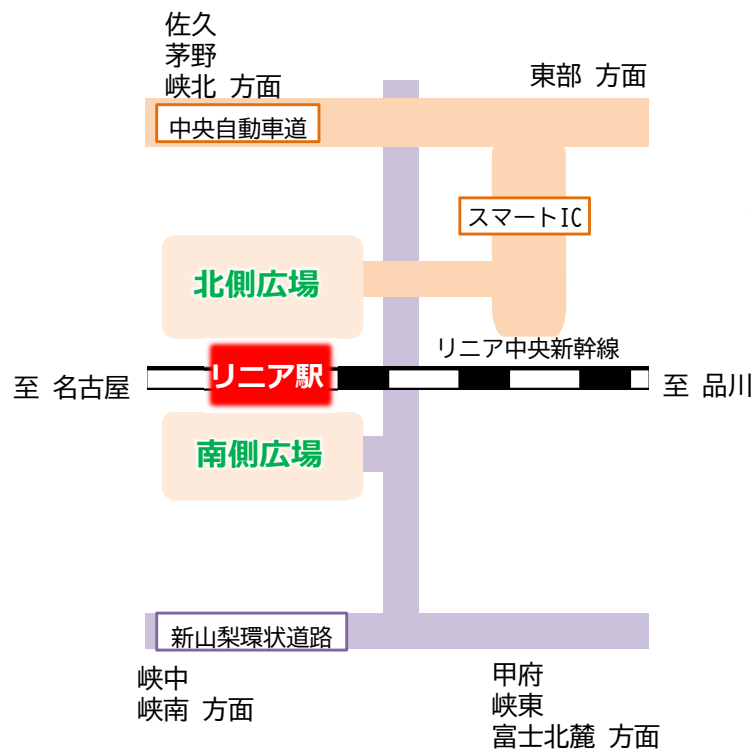 佐久
茅野
峡北 方面
東部 方面
中央自動車道
スマートIC
北側広場
リニア中央新幹線
至 名古屋
リニア駅
至 品川
南側広場
新山梨環状道路
峡中
峡南 方面
甲府
峡東
富士北麓 方面